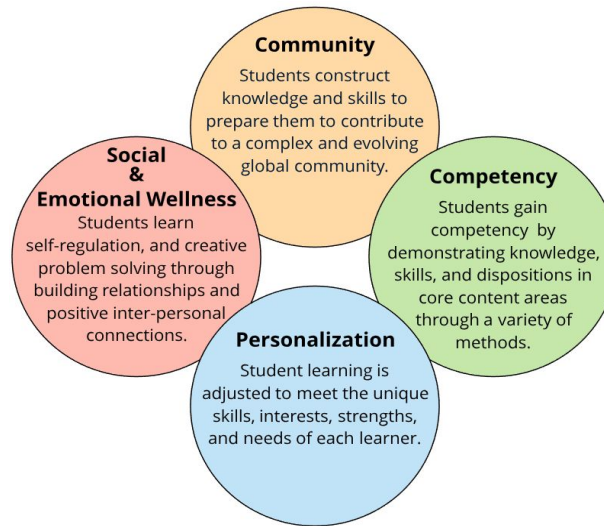 Community
Students construct
knowledge and skills to
prepare them to contribute
to a complex and evolving
global community.
Social
&
Emotional Wellness
Students learn
self-regulation, and creative
problem solving through
building relationships and
positive inter-personal
connections.
Competency
Students gain
competency by
demonstrating knowledge,
skills, and dispositions in
core content areas
through a variety of
methods.
Personalization
Student learning is
adjusted to meet the unique
skills, interests, strengths,
and needs of each learner.